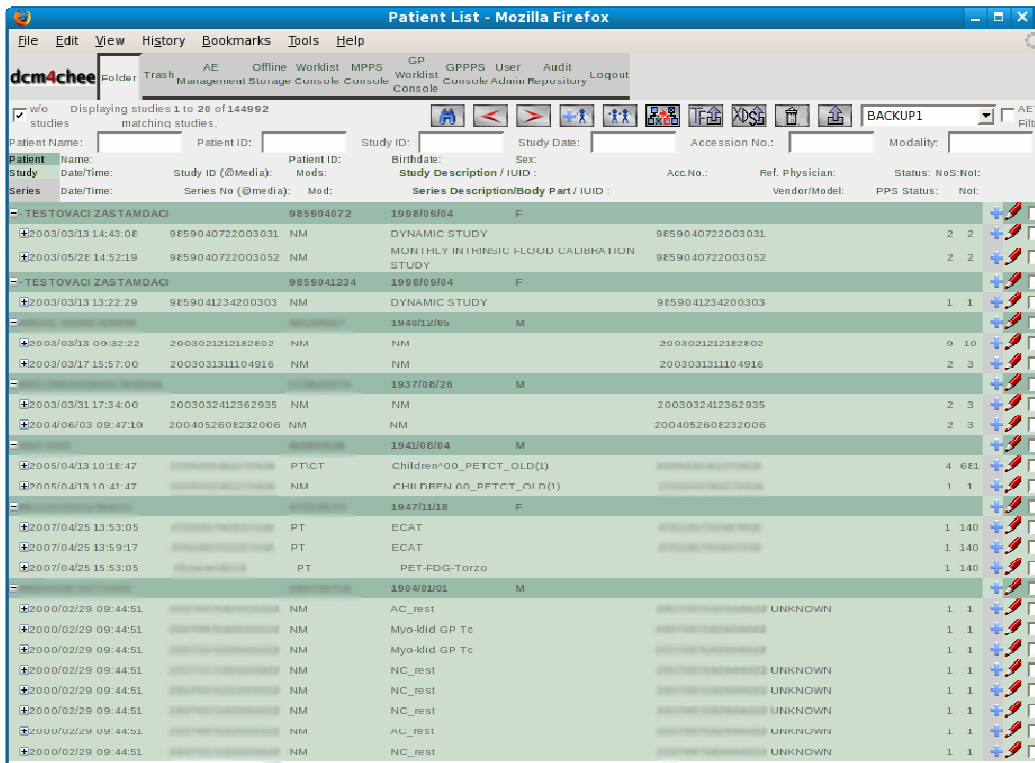 Patient List - Mozilla Firefox
File Edit View History Bookmarks Tools Help
dcm4chee Folder Trash AE Management Offline Storage Worklist Console MPPS Console GP Worklist Console GPPPS Console User Admin Audit Repository Logout
w/o studies Displaying studies 1 to 20 of 144992 matching studies. BACKUP1 AET Filt
Patient Name: Patient ID: Study ID: Study Date: Accession No.: Modality:
Patient Name: Patient ID: Birthdate: Sex:
Study Date/Time: Study ID (@Media): Mods: Study Description / IUID : Acc.No.: Ref. Physician: Status: NoS: NoI:
Series Date/Time: Series No (@media): Mod: Series Description/Body Part / IUID : Vendor/Model: PPS Status: NoI:
- TESTOVACI ZASTAMDACI 985904072 1998/09/04 F
2003/03/13 14:43:08 9859040722003031 NM DYNAMIC STUDY 9859040722003031 2 2
2003/05/28 14:52:19 9859040722003052 NM MONTHLY INTRINSIC FLOOD CALIBRATION STUDY 9859040722003052 2 2
- TESTOVACI ZASTAMDACI 9859041234 1998/09/04 F
2003/03/13 13:22:29 9859041234200303 NM DYNAMIC STUDY 9859041234200303 1 1
1940/12/05 M
2003/03/13 09:32:22 2003021212182802 NM NM 2003021212182802 9 10
2003/03/17 15:57:00 2003031311104916 NM NM 2003031311104916 2 3
1937/08/26 M
2003/03/31 17:34:00 2003032412362935 NM NM 2003032412362935 2 3
2004/06/03 09:47:10 2004052608232006 NM NM 2004052608232006 2 3
1941/08/04 M
2005/04/13 10:18:47 PT\CT Children^00_PETCT_OLD(1) 4 681
2005/04/13 10:41:47 NM CHILDREN 00_PETCT_OLD(1) 1 1
1947/11/18 F
2007/04/25 13:53:05 PT ECAT 1 140
2007/04/25 13:59:17 PT ECAT 1 140
2007/04/25 15:53:05 PT PET-FDG-Torzo 1 140
1904/01/01 M
2000/02/29 09:44:51 NM AC_rest UNKNOWN 1 1
2000/02/29 09:44:51 NM Myo-klid GP Tc 1 1
2000/02/29 09:44:51 NM Myo-klid GP Tc 1 1
2000/02/29 09:44:51 NM NC_rest UNKNOWN 1 1
2000/02/29 09:44:51 NM NC_rest UNKNOWN 1 1
2000/02/29 09:44:51 NM NC_rest UNKNOWN 1 1
2000/02/29 09:44:51 NM AC_rest UNKNOWN 1 1
2000/02/29 09:44:51 NM NC_rest UNKNOWN 1 1